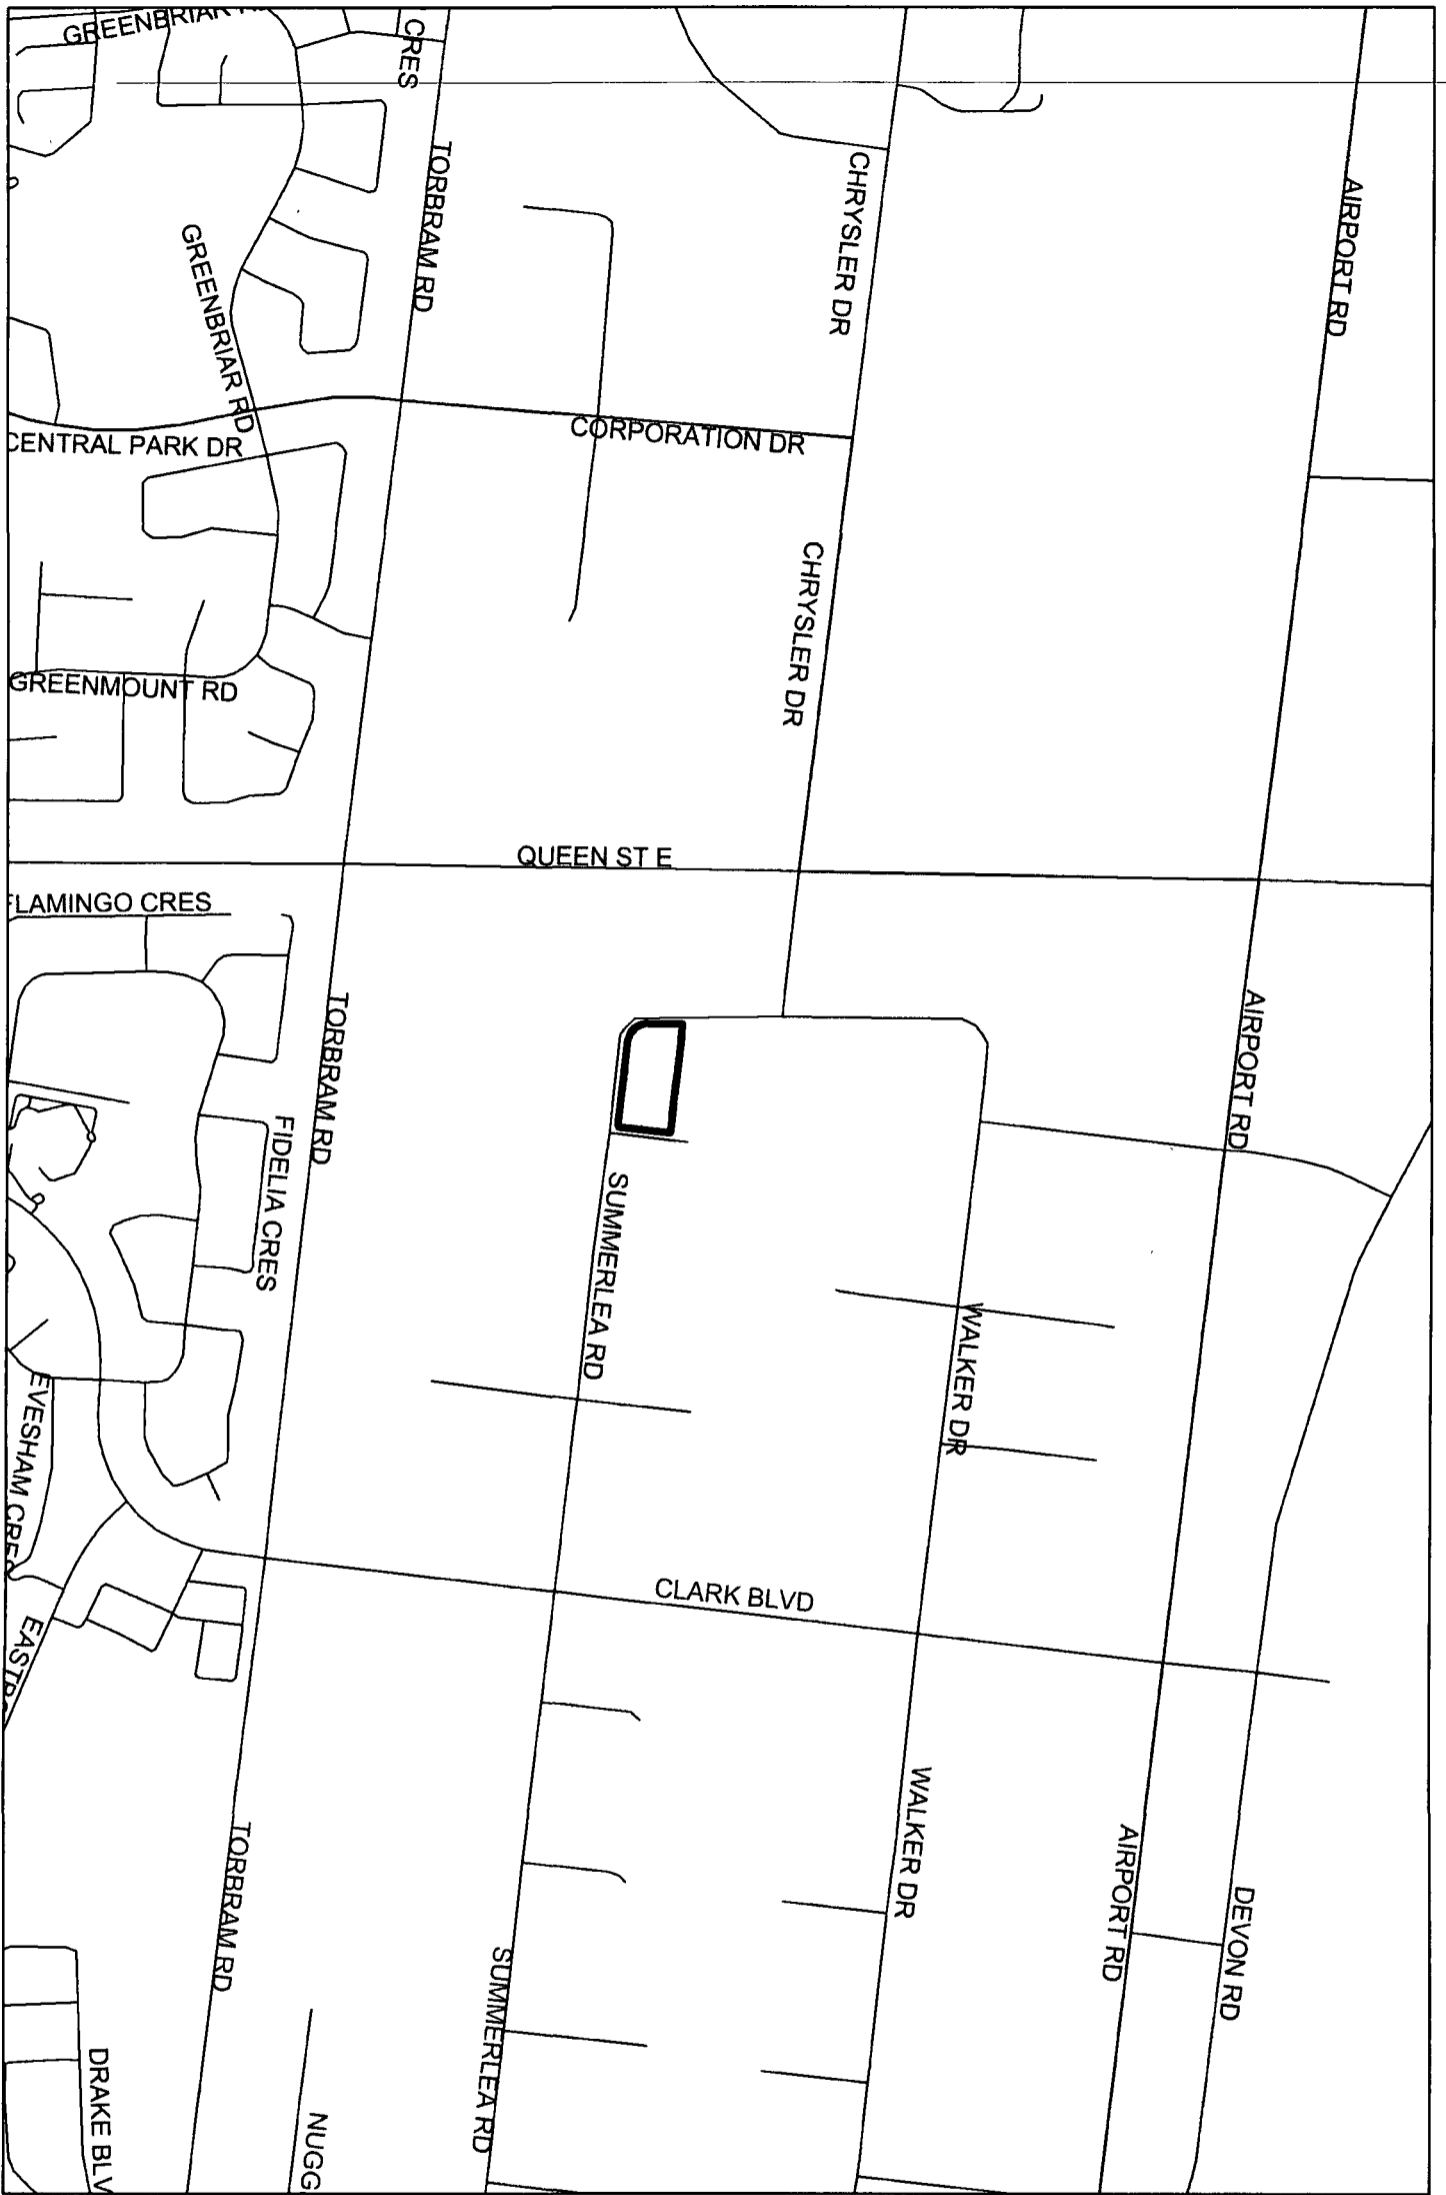 GREENBRIAR
CRES
TORBRAM RD
CHRYSLER DR
AIRPORT RD
GREENBRIAR RD
CENTRAL PARK DR
CORPORATION DR
CHRYSLER DR
GREENMOUNT RD
QUEEN ST E
FLAMINGO CRES
TORBRAM RD
AIRPORT RD
FIDELIA CRES
SUMMERLEA RD
WALKER DR
EVESHAM CRES
CLARK BLVD
EASTB
WALKER DR
TORBRAM RD
AIRPORT RD
DEVON RD
SUMMERLEA RD
DRAKE BLV
NUGG